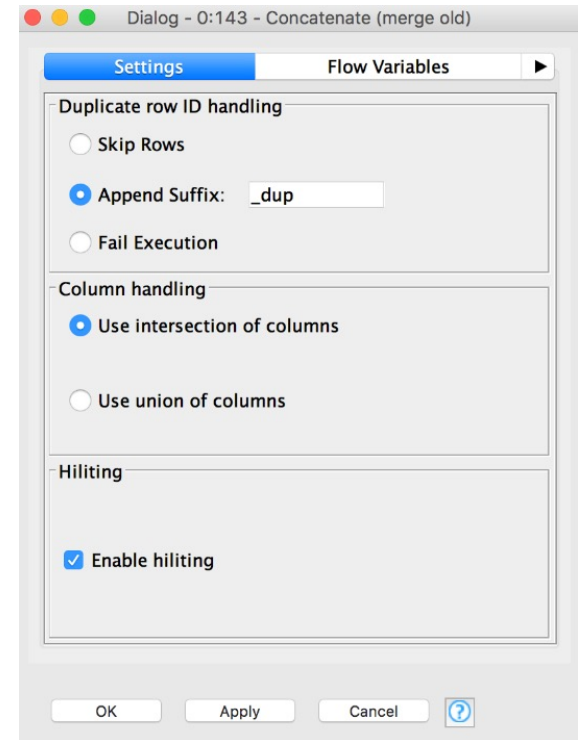 Dialog - 0:143 - Concatenate (merge old)
Settings Flow Variables
Duplicate row ID handling
Skip Rows
Append Suffix: _dup
Fail Execution
Column handling
Use intersection of columns
Use union of columns
Hiliting
Enable hiliting
OK Apply Cancel ?